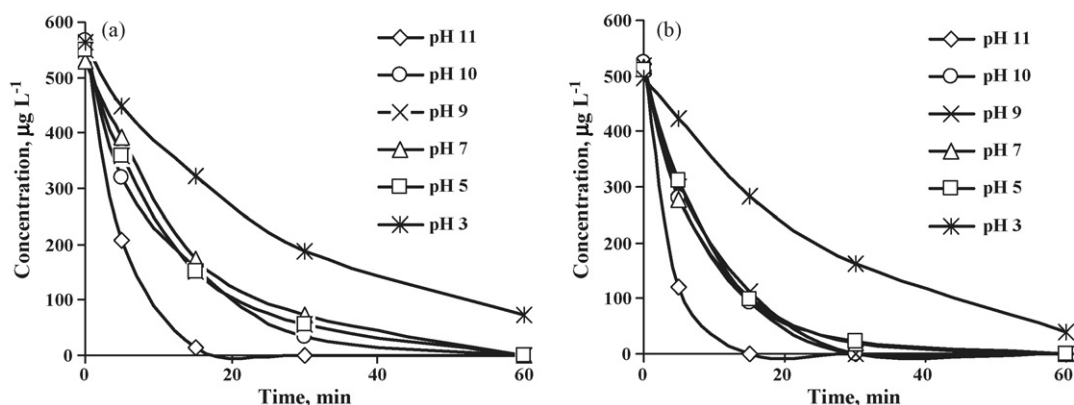 (a)
Concentration, µg L⁻¹
600
500
400
300
200
100
0
0
20
40
60
Time, min
pH 11
pH 10
pH 9
pH 7
pH 5
pH 3
(b)
Concentration, µg L⁻¹
600
500
400
300
200
100
0
0
20
40
60
Time, min
pH 11
pH 10
pH 9
pH 7
pH 5
pH 3